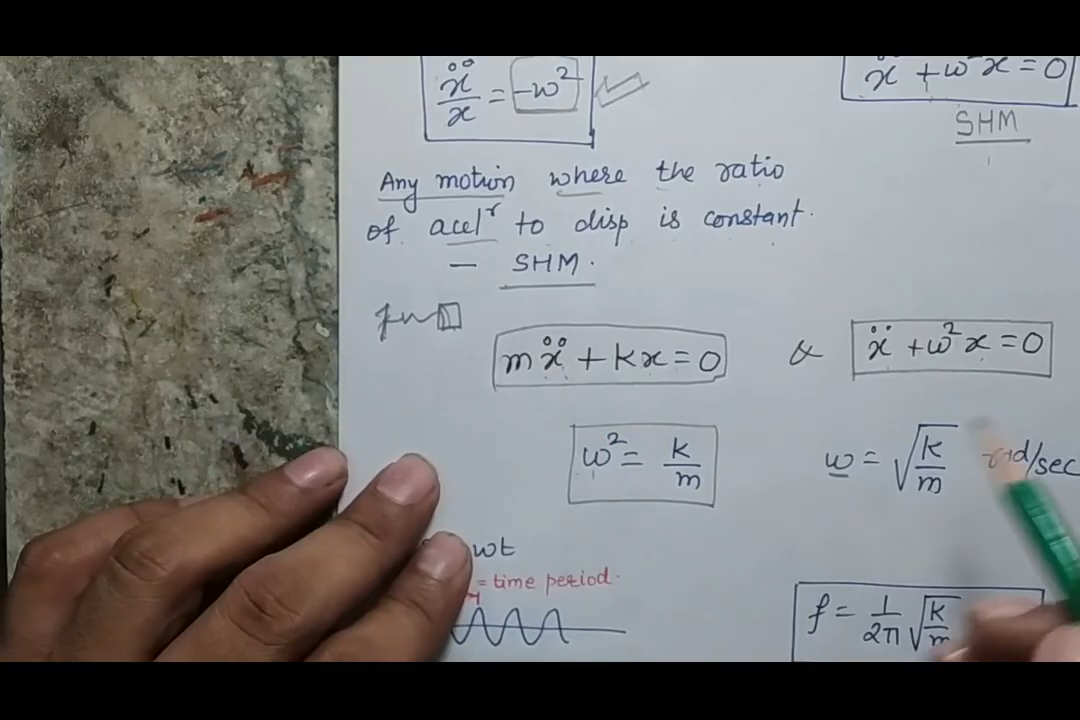 ẍ/x = -ω²
ẍ + ω²x = 0
SHM
Any motion where the ratio
of accelʳ to disp is constant.
— SHM.
mẍ + kx = 0 & ẍ + ω²x = 0
ω² = k/m ω = √(k/m) rad/sec
ωt
= time period.
f = 1/2π √(k/m)